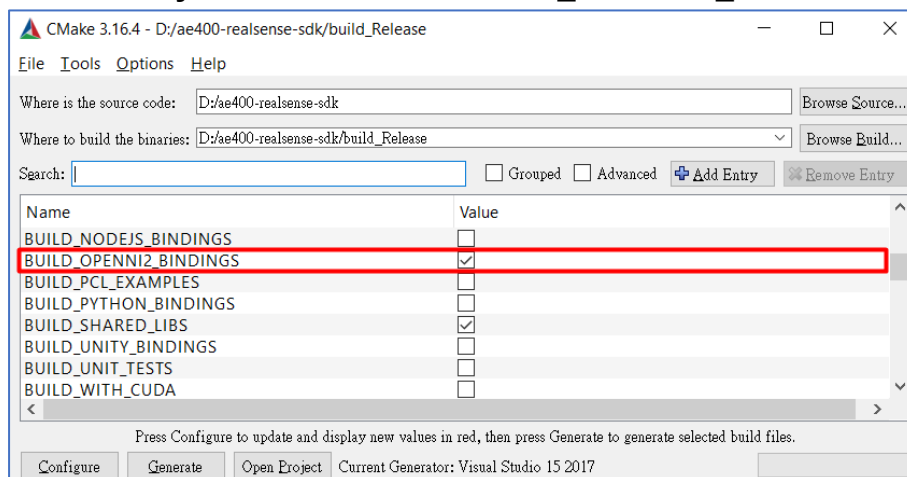 CMake 3.16.4 - D:/ae400-realsense-sdk/build_Release
File Tools Options Help
Where is the source code: D:/ae400-realsense-sdk Browse Source...
Where to build the binaries: D:/ae400-realsense-sdk/build_Release Browse Build...
Search: Grouped Advanced Add Entry Remove Entry
Name Value
BUILD_NODEJS_BINDINGS
BUILD_OPENNI2_BINDINGS
BUILD_PCL_EXAMPLES
BUILD_PYTHON_BINDINGS
BUILD_SHARED_LIBS
BUILD_UNITY_BINDINGS
BUILD_UNIT_TESTS
BUILD_WITH_CUDA
Press Configure to update and display new values in red, then press Generate to generate selected build files.
Configure Generate Open Project Current Generator: Visual Studio 15 2017